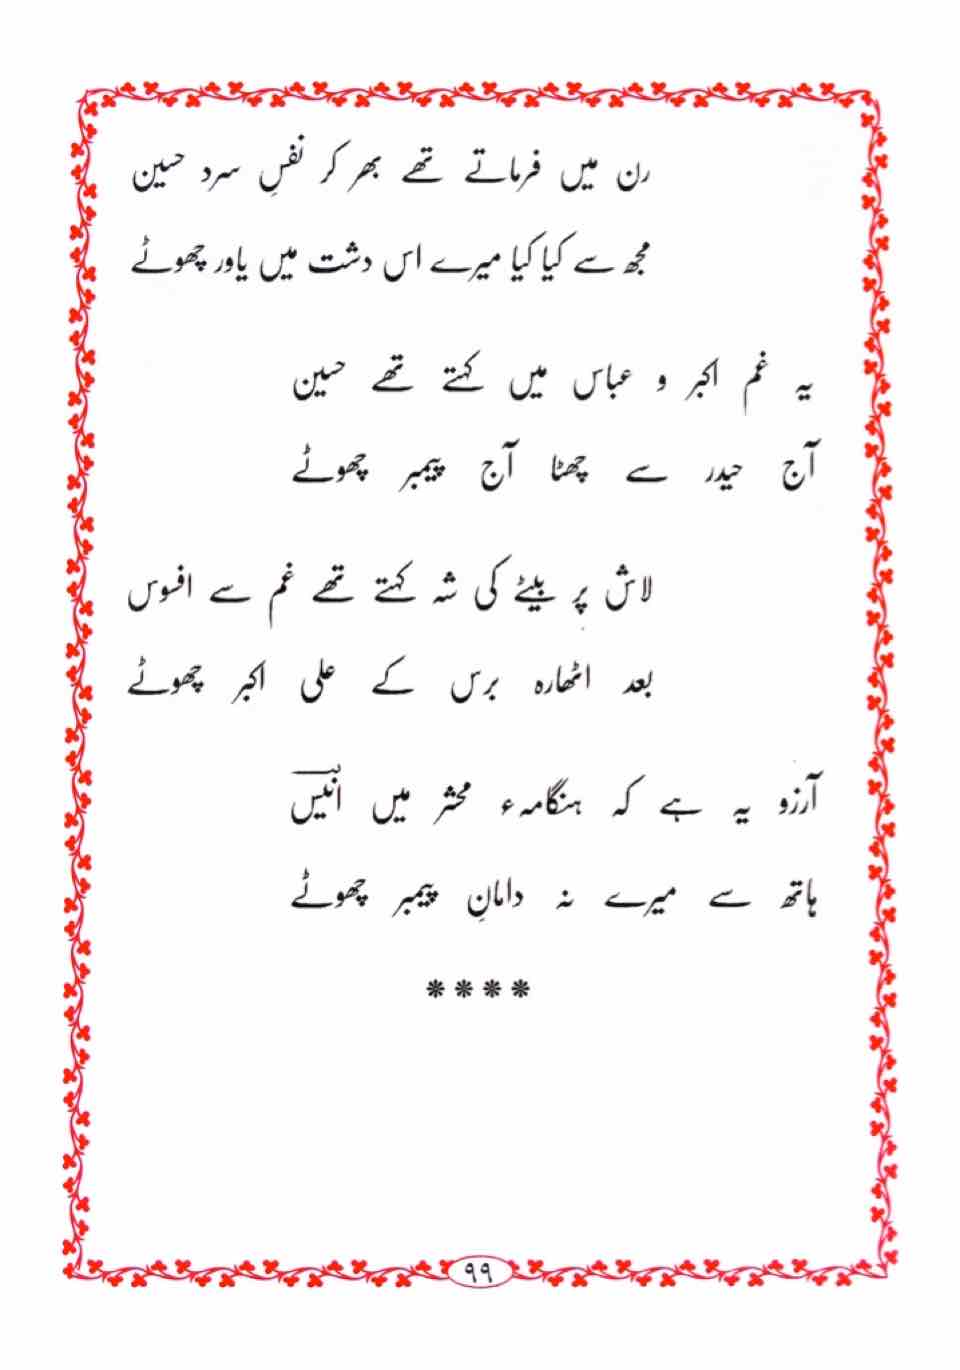 رن میں فرماتے تھے بھر کر نفسِ سرد حسین
مجھ سے کیا کیا میرے اس دشت میں یاور چھوٹے
یہ غم اکبر و عباس میں کہتے تھے حسین
آج حیدر سے چھٹا آج پیمبر چھوٹے
لاش پر بیٹے کی شہ کہتے تھے غم سے افسوس
بعد اٹھارہ برس کے علی اکبر چھوٹے
آرزو یہ ہے کہ ہنگامہء محشر میں انیس
ہاتھ سے میرے نہ دامانِ پیمبر چھوٹے
****
۹۹